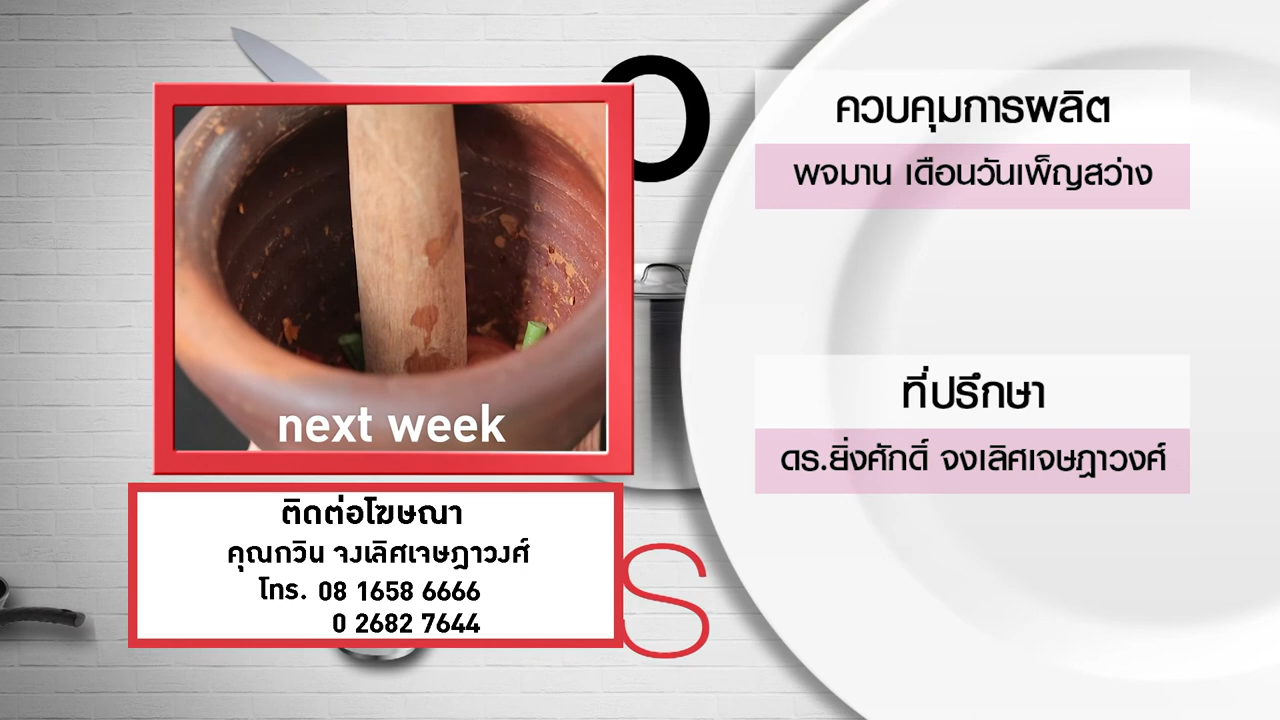 O
ควบคุมการผลิต
พจมาน เดือนวันเพ็ญสว่าง
next week
ที่ปรึกษา
ดร.ยิ่งศักดิ์ จงเลิศเจษฎาวงศ์
ติดต่อโฆษณา
คุณกวิน จงเลิศเจษฎาวงศ์
โทร. 08 1658 6666
0 2682 7644
S